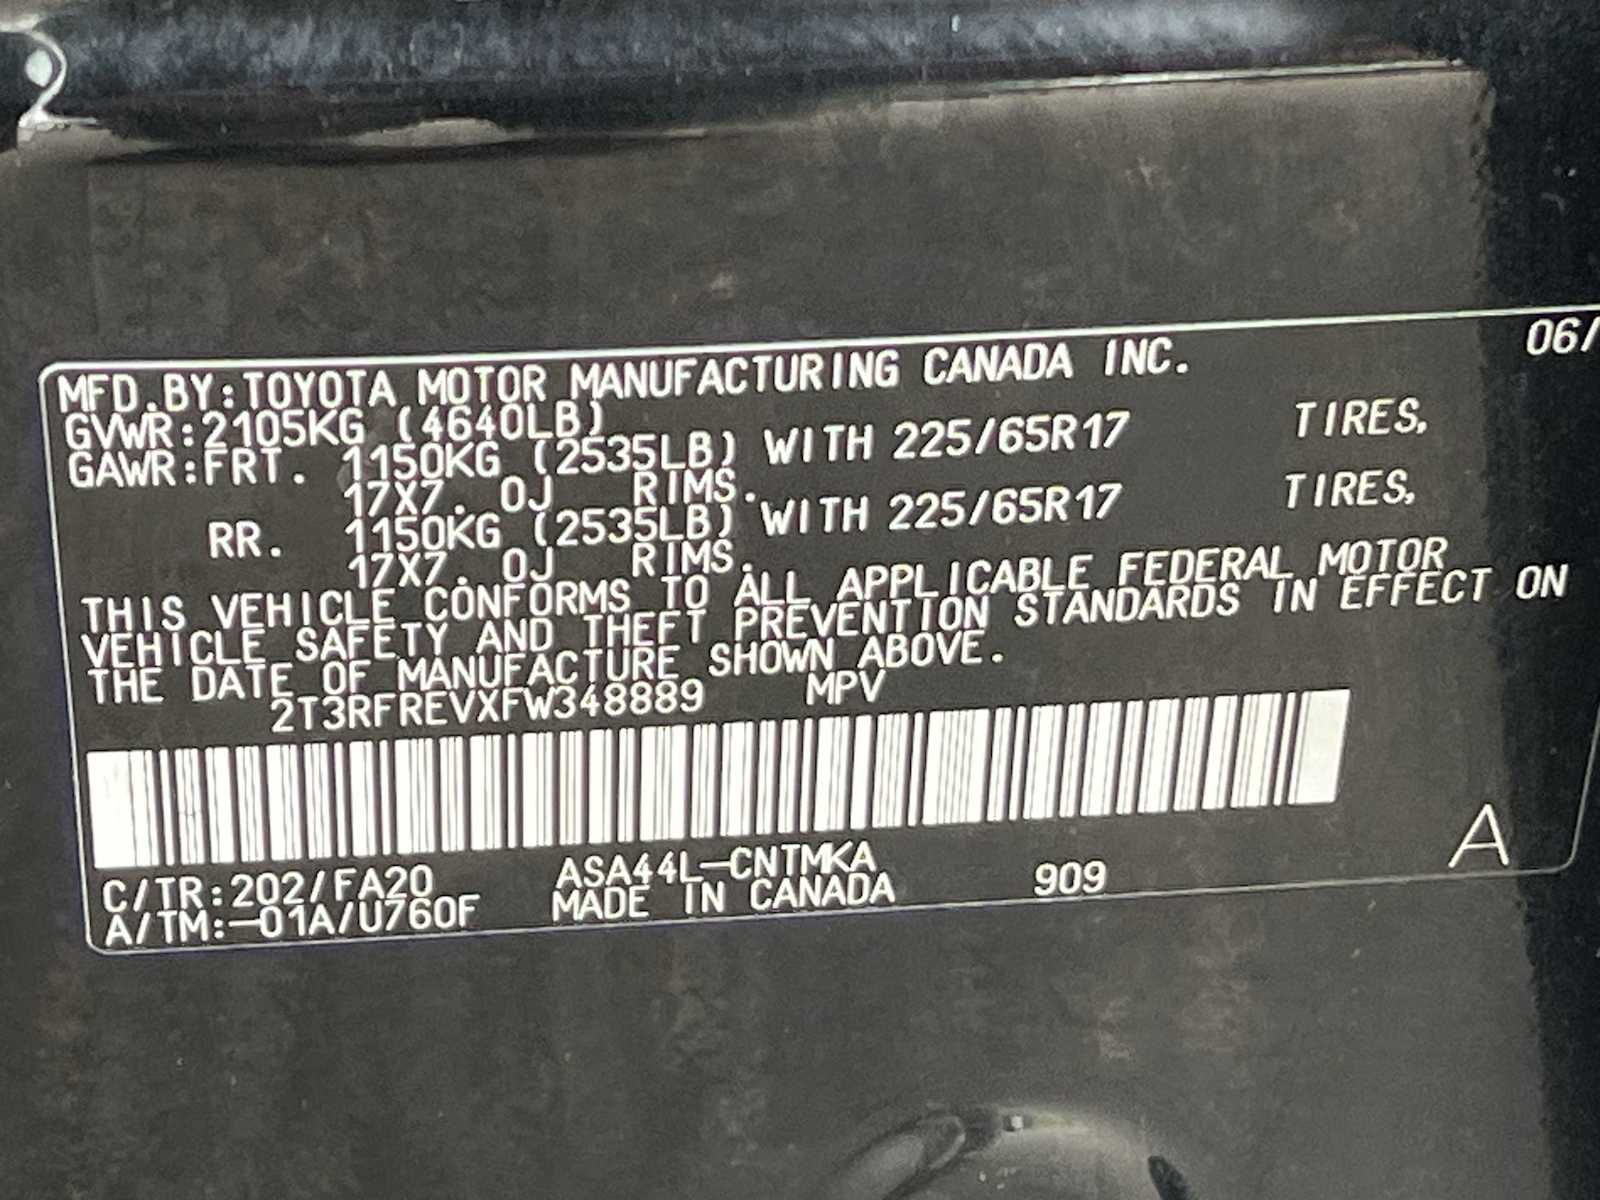 06/
MFD.BY:TOYOTA MOTOR MANUFACTURING CANADA INC.
GVWR:2105KG (4640LB)
GAWR:FRT. 1150KG (2535LB) WITH 225/65R17 TIRES,
17X7.0J RIMS.
RR. 1150KG (2535LB) WITH 225/65R17 TIRES,
17X7.0J RIMS.
THIS VEHICLE CONFORMS TO ALL APPLICABLE FEDERAL MOTOR
VEHICLE SAFETY AND THEFT PREVENTION STANDARDS IN EFFECT ON
THE DATE OF MANUFACTURE SHOWN ABOVE.
2T3RFREVXFW348889 MPV
C/TR:202/FA20 ASA44L-CNTMKA
A/TM:-01A/U760F MADE IN CANADA 909 A